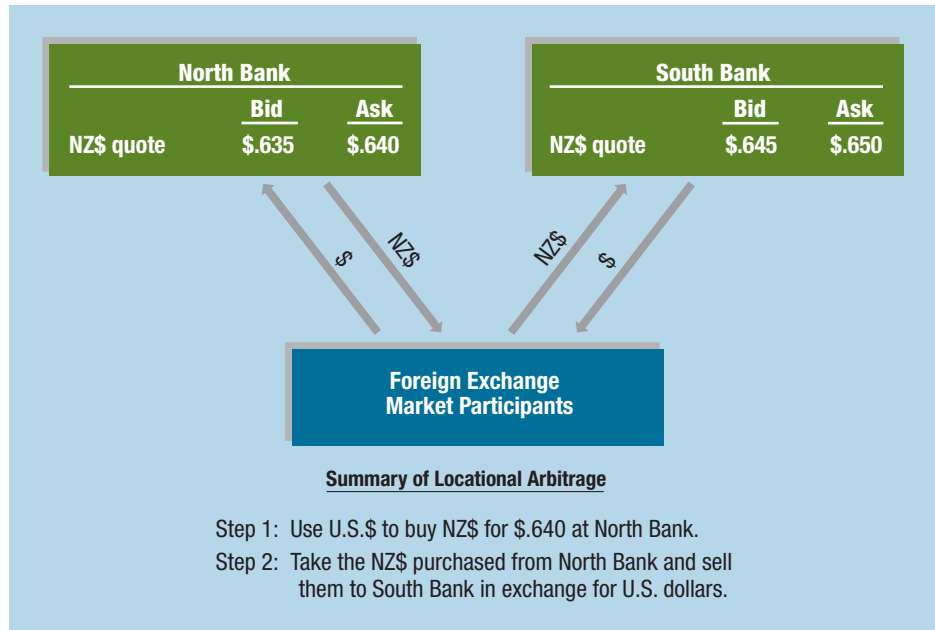 North Bank
Bid Ask
NZ$ quote $.635 $.640
South Bank
Bid Ask
NZ$ quote $.645 $.650
$
NZ$
NZ$
$
Foreign Exchange
Market Participants
Summary of Locational Arbitrage
Step 1: Use U.S.$ to buy NZ$ for $.640 at North Bank.
Step 2: Take the NZ$ purchased from North Bank and sell
them to South Bank in exchange for U.S. dollars.